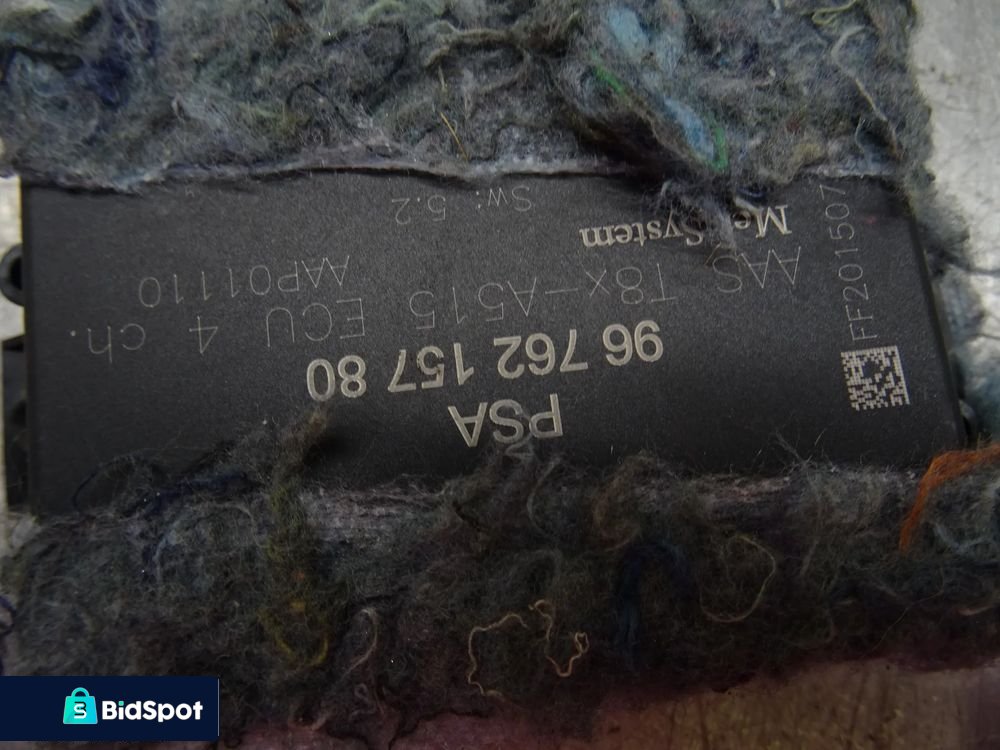 PSA
96 762 157 80
AAS T8x-A515 ECU 4 ch.
AAP01110
System
Sw: 5.2
FF201507
BidSpot